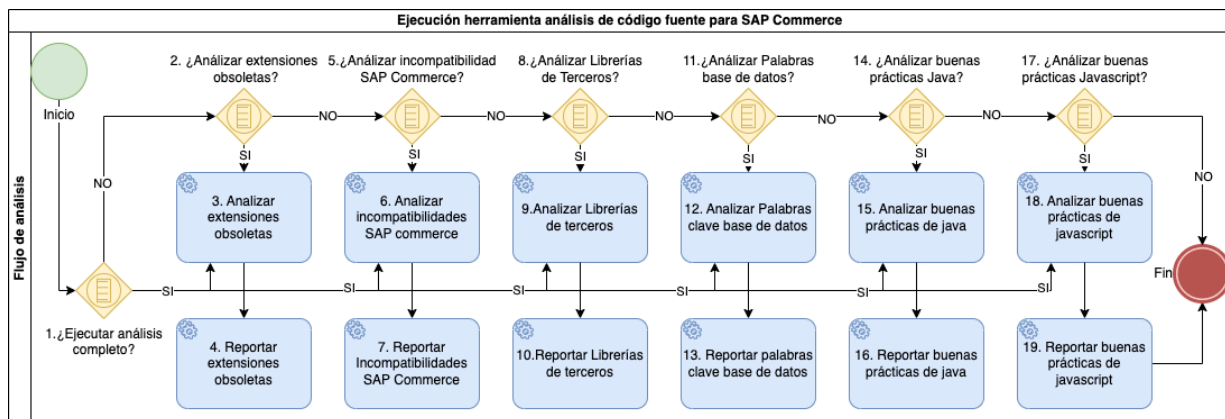 Ejecución herramienta análisis de código fuente para SAP Commerce
Flujo de análisis
Inicio
2. ¿Análizar extensiones
obsoletas?
5.¿Análizar incompatibilidad
SAP Commerce?
8.¿Análizar Librerías
de Terceros?
11.¿Análizar Palabras
base de datos?
14. ¿Análizar buenas
prácticas Java?
17. ¿Análizar buenas
prácticas Javascript?
NO
NO
NO
NO
NO
NO
NO
SI
SI
SI
SI
SI
SI
3. Analizar
extensiones
obsoletas
6. Analizar
incompatibilidades
SAP commerce
9.Analizar Librerías
de terceros
12. Analizar Palabras
clave base de datos
15. Analizar buenas
prácticas de java
18. Analizar buenas
prácticas de
javascript
Fin
SI
SI
SI
SI
SI
SI
1.¿Ejecutar análisis
completo?
4. Reportar
extensiones
obsoletas
7. Reportar
Incompatibilidades
SAP Commerce
10.Reportar Librerías
de terceros
13. Reportar palabras
clave base de datos
16. Reportar buenas
prácticas de java
19. Reportar buenas
prácticas de
javascript